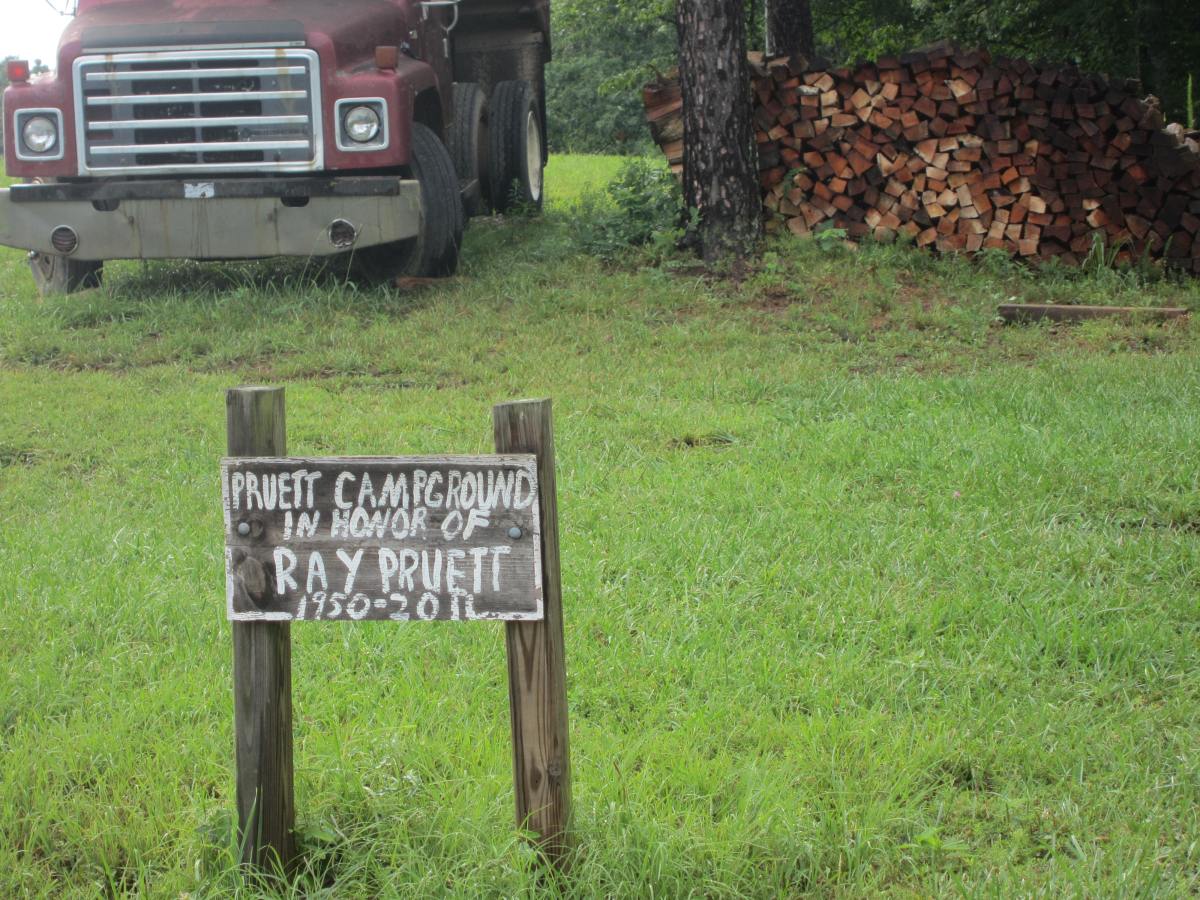 PRUETT CAMPGROUND
IN HONOR OF
RAY PRUETT
1950-2011